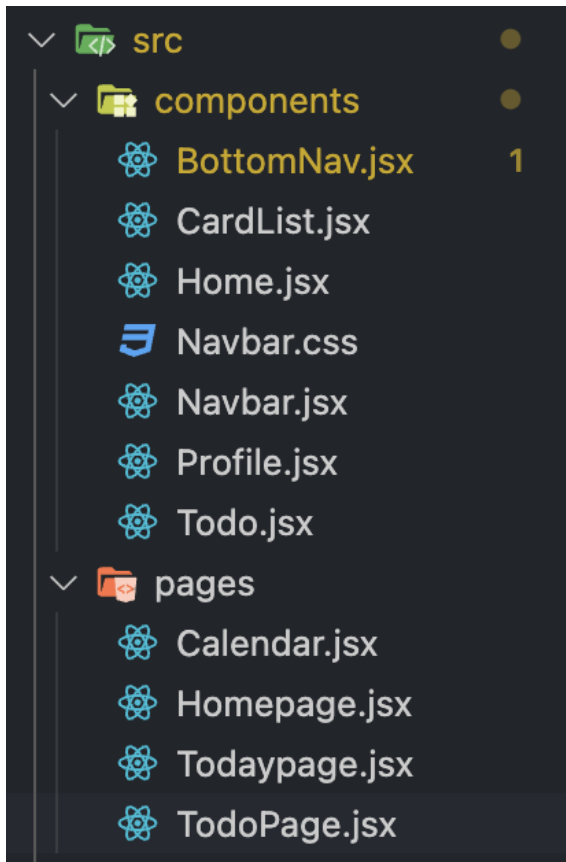 src
components
BottomNav.jsx 1
CardList.jsx
Home.jsx
Navbar.css
Navbar.jsx
Profile.jsx
Todo.jsx
pages
Calendar.jsx
Homepage.jsx
Todaypage.jsx
TodoPage.jsx